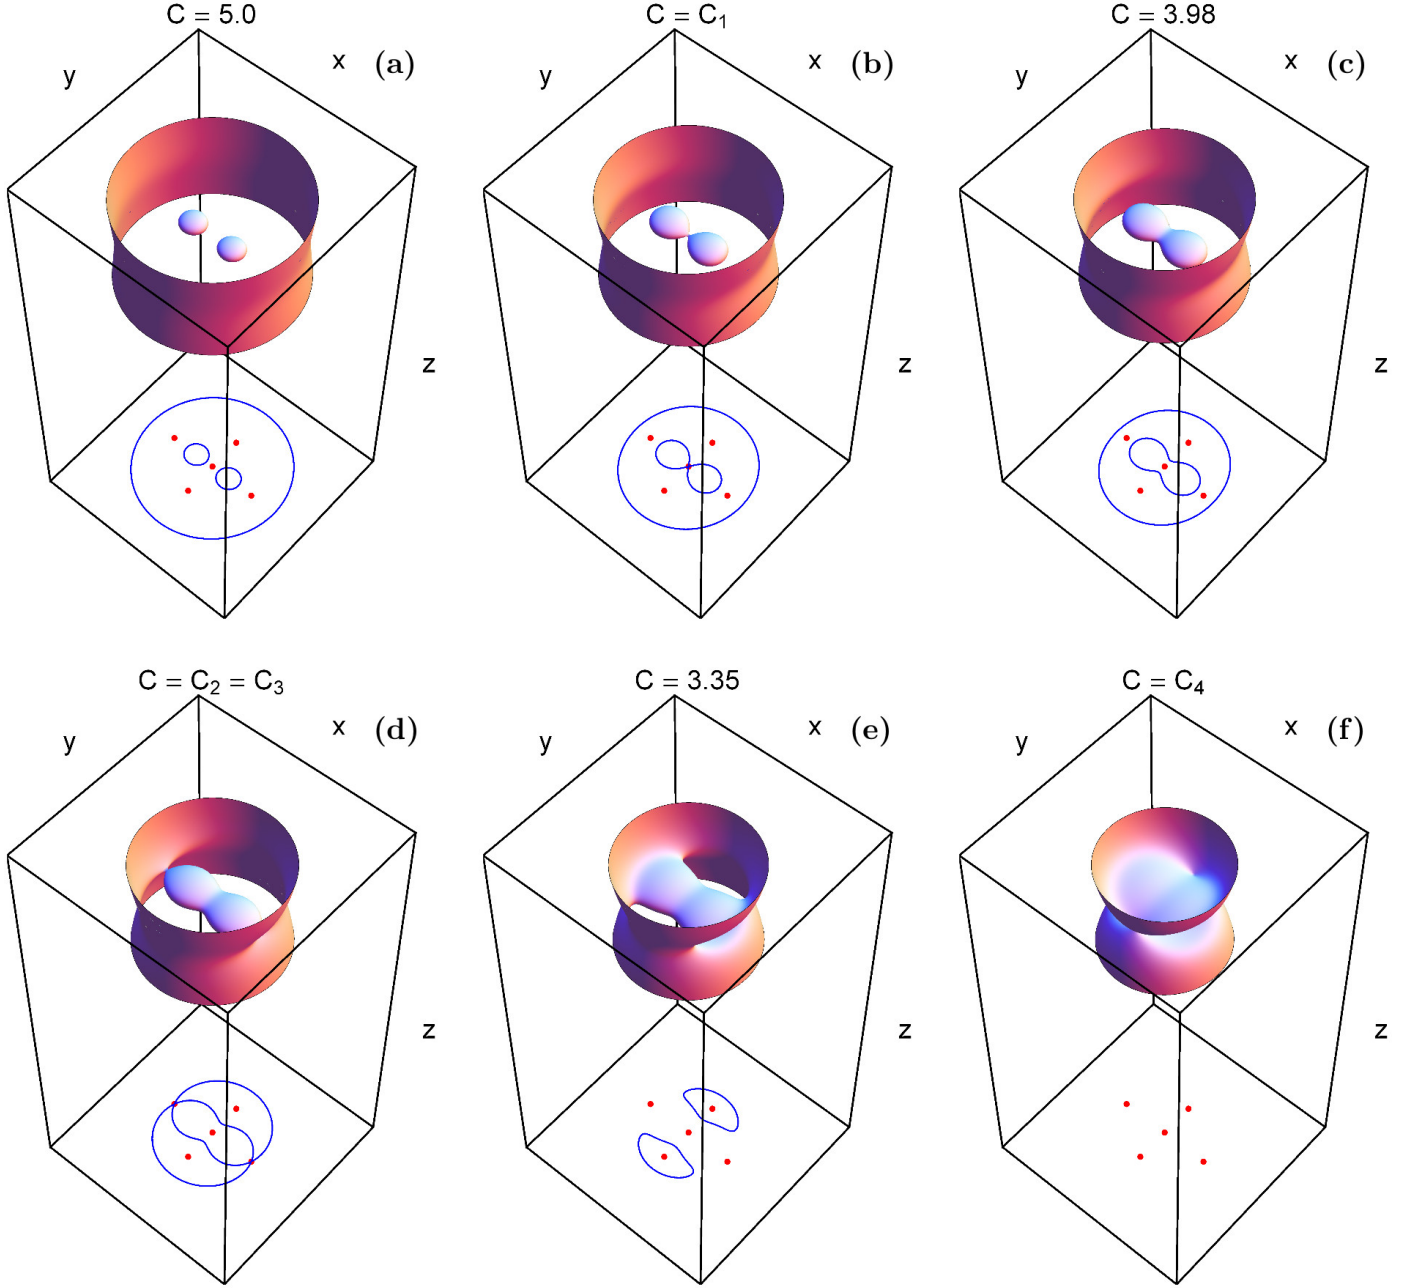 C = 5.0
y
x
(a)
z
C = C₁
y
x
(b)
z
C = 3.98
y
x
(c)
z
C = C₂ = C₃
y
x
(d)
z
C = 3.35
y
x
(e)
z
C = C₄
y
x
(f)
z